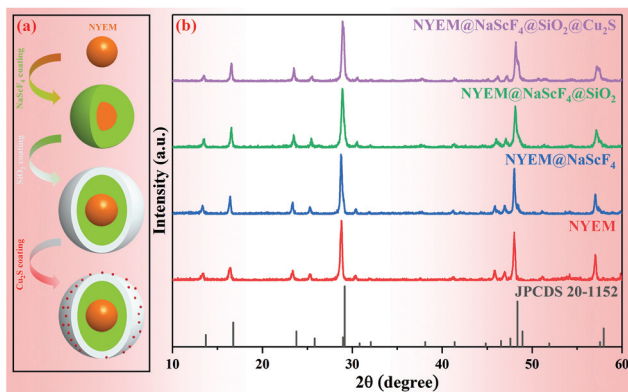 (a)
NYEM
NaScF₄ coating
SiO₂ coating
Cu₂S coating
(b)
NYEM@NaScF₄@SiO₂@Cu₂S
NYEM@NaScF₄@SiO₂
NYEM@NaScF₄
NYEM
JPCDS 20-1152
Intensity (a.u.)
10 20 30 40 50 60
2θ (degree)